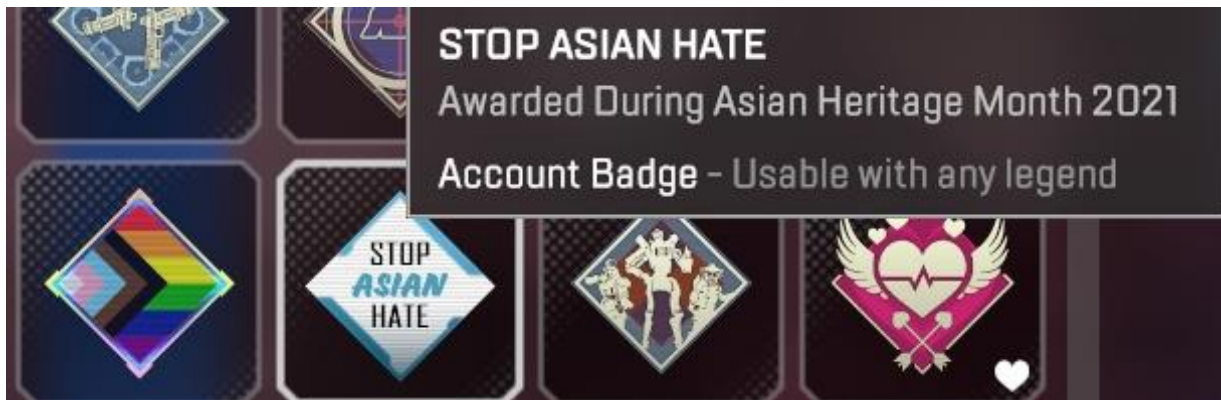 STOP ASIAN HATE
Awarded During Asian Heritage Month 2021
Account Badge - Usable with any legend
STOP
ASIAN
HATE